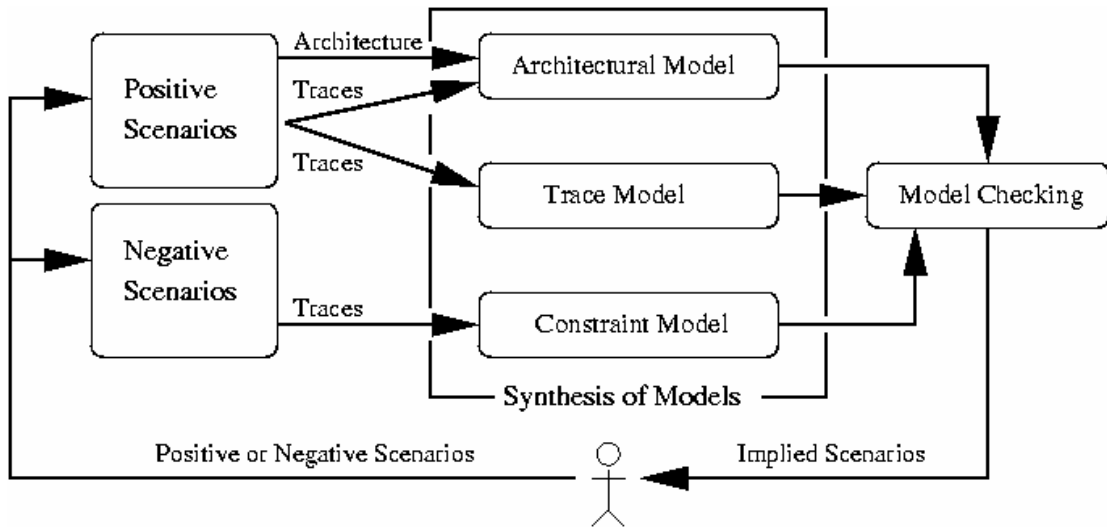 Architecture
Positive
Scenarios
Traces
Traces
Architectural Model
Trace Model
Model Checking
Negative
Scenarios
Traces
Constraint Model
Synthesis of Models
Positive or Negative Scenarios
Implied Scenarios